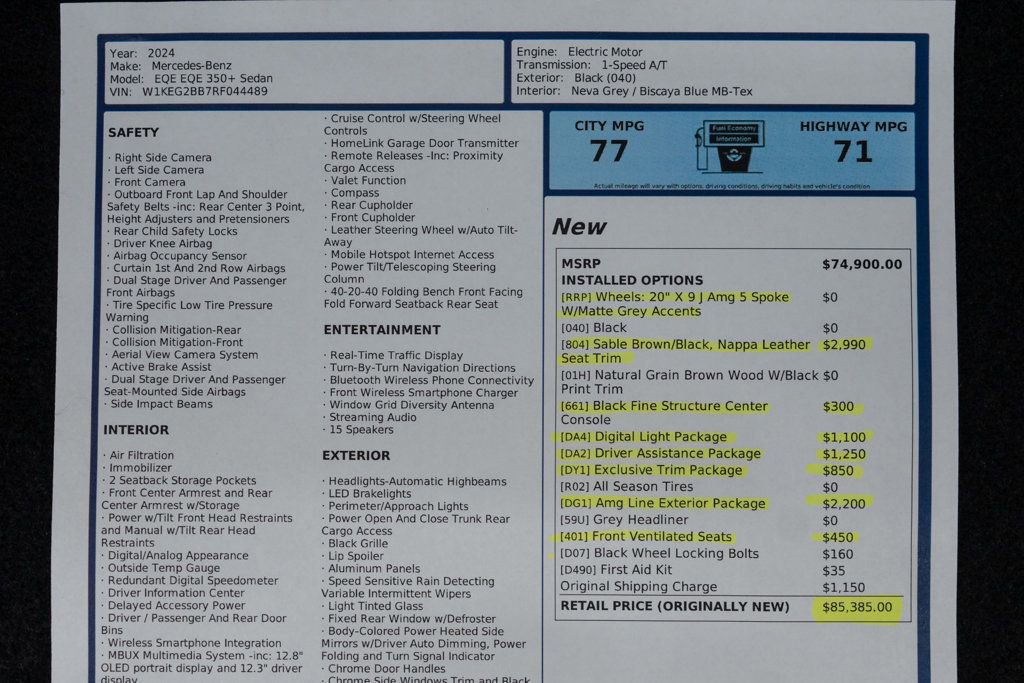 Year: 2024
Make: Mercedes-Benz
Model: EQE EQE 350+ Sedan
VIN: W1KEG2BB7RF044489
Engine: Electric Motor
Transmission: 1-Speed A/T
Exterior: Black (040)
Interior: Neva Grey / Biscaya Blue MB-Tex
SAFETY
· Right Side Camera
· Left Side Camera
· Front Camera
· Outboard Front Lap And Shoulder
Safety Belts -inc: Rear Center 3 Point,
Height Adjusters and Pretensioners
· Rear Child Safety Locks
· Driver Knee Airbag
· Airbag Occupancy Sensor
· Curtain 1st And 2nd Row Airbags
· Dual Stage Driver And Passenger
Front Airbags
· Tire Specific Low Tire Pressure
Warning
· Collision Mitigation-Rear
· Collision Mitigation-Front
· Aerial View Camera System
· Active Brake Assist
· Dual Stage Driver And Passenger
Seat-Mounted Side Airbags
· Side Impact Beams
INTERIOR
· Air Filtration
· Immobilizer
· 2 Seatback Storage Pockets
· Front Center Armrest and Rear
Center Armrest w/Storage
· Power w/Tilt Front Head Restraints
and Manual w/Tilt Rear Head
Restraints
· Digital/Analog Appearance
· Outside Temp Gauge
· Redundant Digital Speedometer
· Driver Information Center
· Delayed Accessory Power
· Driver / Passenger And Rear Door
Bins
· Wireless Smartphone Integration
· MBUX Multimedia System -inc: 12.8"
OLED portrait display and 12.3" driver
display
· Cruise Control w/Steering Wheel
Controls
· HomeLink Garage Door Transmitter
· Remote Releases -Inc: Proximity
Cargo Access
· Valet Function
· Compass
· Rear Cupholder
· Front Cupholder
· Leather Steering Wheel w/Auto Tilt-
Away
· Mobile Hotspot Internet Access
· Power Tilt/Telescoping Steering
Column
· 40-20-40 Folding Bench Front Facing
Fold Forward Seatback Rear Seat
ENTERTAINMENT
· Real-Time Traffic Display
· Turn-By-Turn Navigation Directions
· Bluetooth Wireless Phone Connectivity
· Front Wireless Smartphone Charger
· Window Grid Diversity Antenna
· Streaming Audio
· 15 Speakers
EXTERIOR
· Headlights-Automatic Highbeams
· LED Brakelights
· Perimeter/Approach Lights
· Power Open And Close Trunk Rear
Cargo Access
· Black Grille
· Lip Spoiler
· Aluminum Panels
· Speed Sensitive Rain Detecting
Variable Intermittent Wipers
· Light Tinted Glass
· Fixed Rear Window w/Defroster
· Body-Colored Power Heated Side
Mirrors w/Driver Auto Dimming, Power
Folding and Turn Signal Indicator
· Chrome Door Handles
· Chrome Side Windows Trim and Black
CITY MPG
77
Fuel Economy
Information
HIGHWAY MPG
71
Actual mileage will vary with options, driving conditions, driving habits and vehicle's condition
New
MSRP $74,900.00
INSTALLED OPTIONS
[RRP] Wheels: 20" X 9 J Amg 5 Spoke $0
W/Matte Grey Accents
[040] Black $0
[804] Sable Brown/Black, Nappa Leather $2,990
Seat Trim
[01H] Natural Grain Brown Wood W/Black $0
Print Trim
[661] Black Fine Structure Center $300
Console
[DA4] Digital Light Package $1,100
[DA2] Driver Assistance Package $1,250
[DY1] Exclusive Trim Package $850
[R02] All Season Tires $0
[DG1] Amg Line Exterior Package $2,200
[59U] Grey Headliner $0
[401] Front Ventilated Seats $450
[D07] Black Wheel Locking Bolts $160
[D490] First Aid Kit $35
Original Shipping Charge $1,150
RETAIL PRICE (ORIGINALLY NEW) $85,385.00